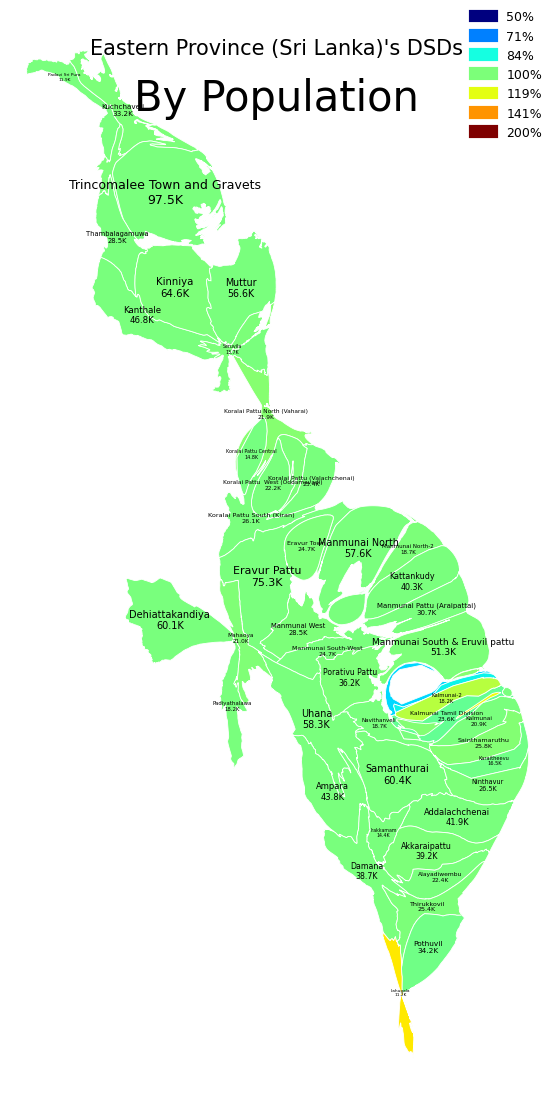 Eastern Province (Sri Lanka)'s DSDs
By Population
50%
71%
84%
100%
119%
141%
200%
Padavi Sri Pura
11.9K
Kuchchaveli
33.2K
Trincomalee Town and Gravets
97.5K
Thambalagamuwa
28.5K
Kinniya
64.6K
Muttur
56.6K
Kanthale
46.8K
Seruvila
Koralai Pattu North (Vaharai)
21.9K
Koralai Pattu Central
14.8K
Koralai Pattu (Valachchenai)
Koralai Pattu West (Oddamavadi)
22.2K
Koralai Pattu South (Kiran)
26.1K
Eravur Town
24.7K
Manmunai North
57.6K
Manmunai North-2
18.7K
Eravur Pattu
75.3K
Kattankudy
40.3K
Manmunai Pattu (Araipattai)
30.7K
Dehiattakandiya
60.1K
Manmunai West
28.5K
Mahaoya
21.0K
Manmunai South-West
24.7K
Manmunai South & Eruvil pattu
51.3K
Porativu Pattu
36.2K
Padiyathalawa
18.2K
Kalmunai-2
18.2K
Kalmunai Tamil Division
23.6K
Kalmunai
20.9K
Uhana
58.3K
Navithanveli
18.7K
Sainthamaruthu
25.8K
Karaitheevu
16.5K
Samanthurai
60.4K
Ninthavur
26.5K
Ampara
43.8K
Addalachchenai
41.9K
Irakkamam
14.4K
Akkaraipattu
39.2K
Damana
38.7K
Alayadiwembu
22.4K
Thirukkovil
25.4K
Pothuvil
34.2K
Lahugala